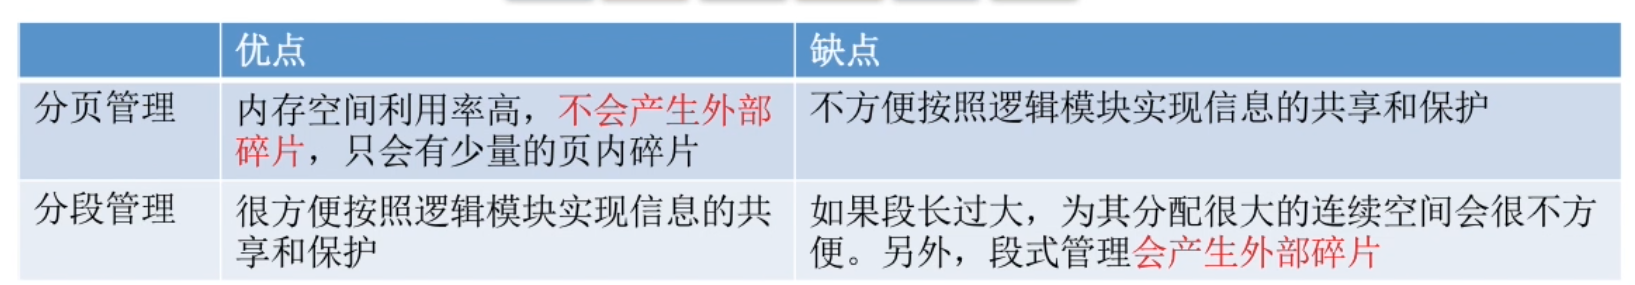 优点
缺点
分页管理
内存空间利用率高，不会产生外部
碎片，只会有少量的页内碎片
不方便按照逻辑模块实现信息的共享和保护
分段管理
很方便按照逻辑模块实现信息的共
享和保护
如果段长过大，为其分配很大的连续空间会很不方
便。另外，段式管理会产生外部碎片